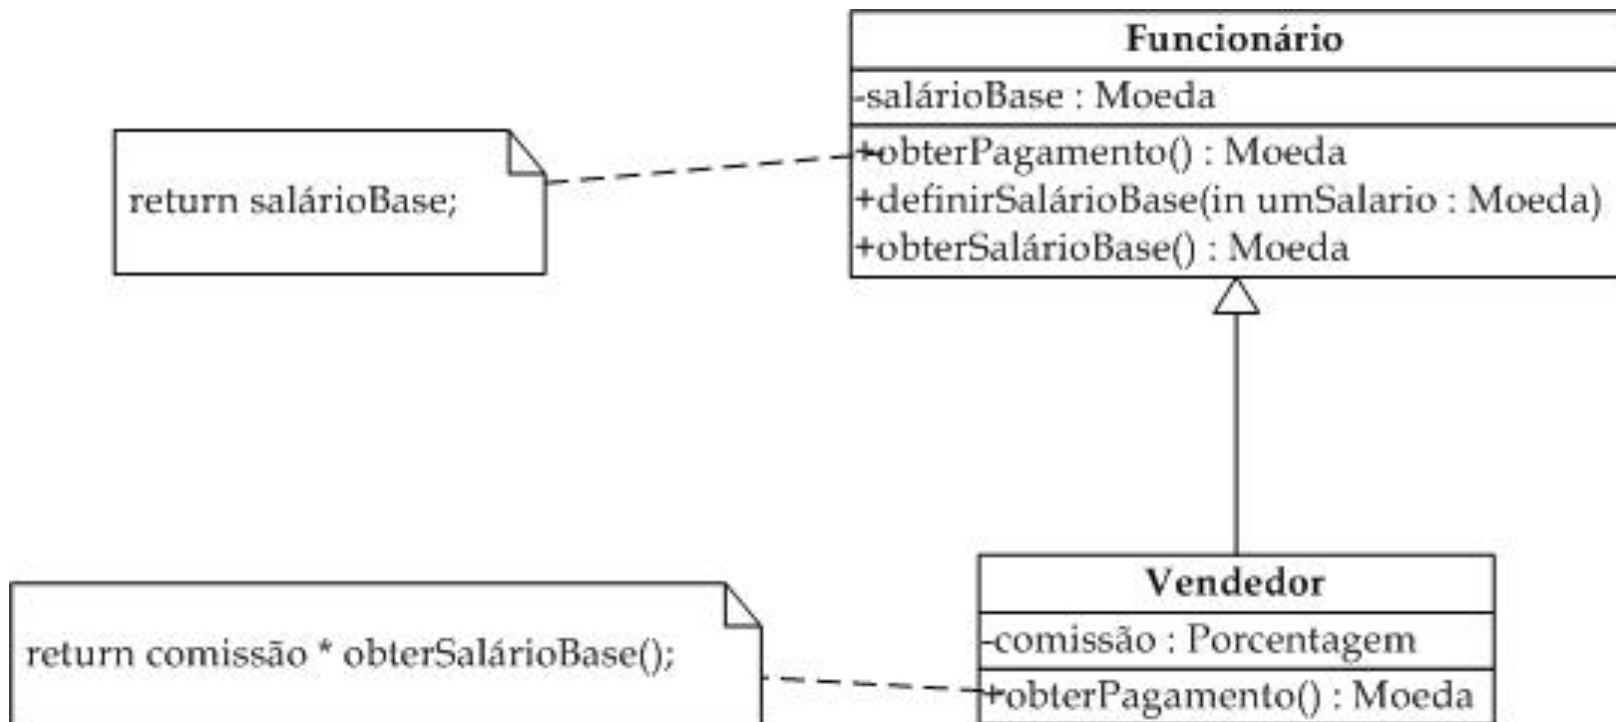 Funcionário
-salárioBase : Moeda
+obterPagamento() : Moeda
+definirSalárioBase(in umSalario : Moeda)
+obterSalárioBase() : Moeda
return salárioBase;
Vendedor
-comissão : Porcentagem
+obterPagamento() : Moeda
return comissão * obterSalárioBase();